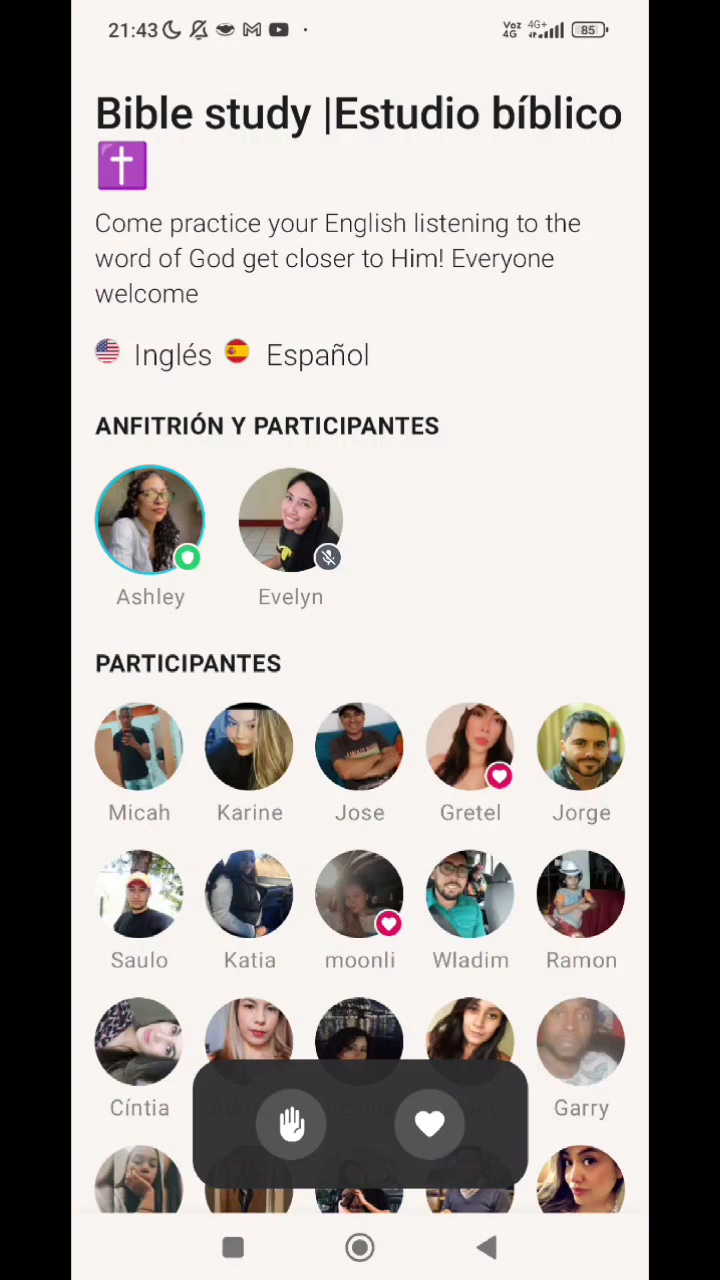 21:43
Voz 4G 4G+ 85
Bible study |Estudio bíblico
✝️
Come practice your English listening to the
word of God get closer to Him! Everyone
welcome
Inglés Español
ANFITRIÓN Y PARTICIPANTES
Ashley Evelyn
PARTICIPANTES
Micah Karine Jose Gretel Jorge
Saulo Katia moonli Wladim Ramon
Cíntia Garry